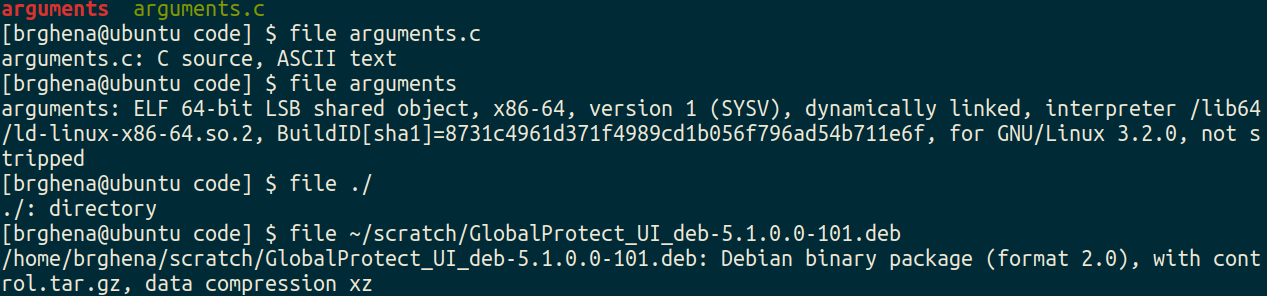 arguments  arguments.c
[brghena@ubuntu code] $ file arguments.c
arguments.c: C source, ASCII text
[brghena@ubuntu code] $ file arguments
arguments: ELF 64-bit LSB shared object, x86-64, version 1 (SYSV), dynamically linked, interpreter /lib64
/ld-linux-x86-64.so.2, BuildID[sha1]=8731c4961d371f4989cd1b056f796ad54b711e6f, for GNU/Linux 3.2.0, not s
tripped
[brghena@ubuntu code] $ file ./
./: directory
[brghena@ubuntu code] $ file ~/scratch/GlobalProtect_UI_deb-5.1.0.0-101.deb
/home/brghena/scratch/GlobalProtect_UI_deb-5.1.0.0-101.deb: Debian binary package (format 2.0), with cont
rol.tar.gz, data compression xz